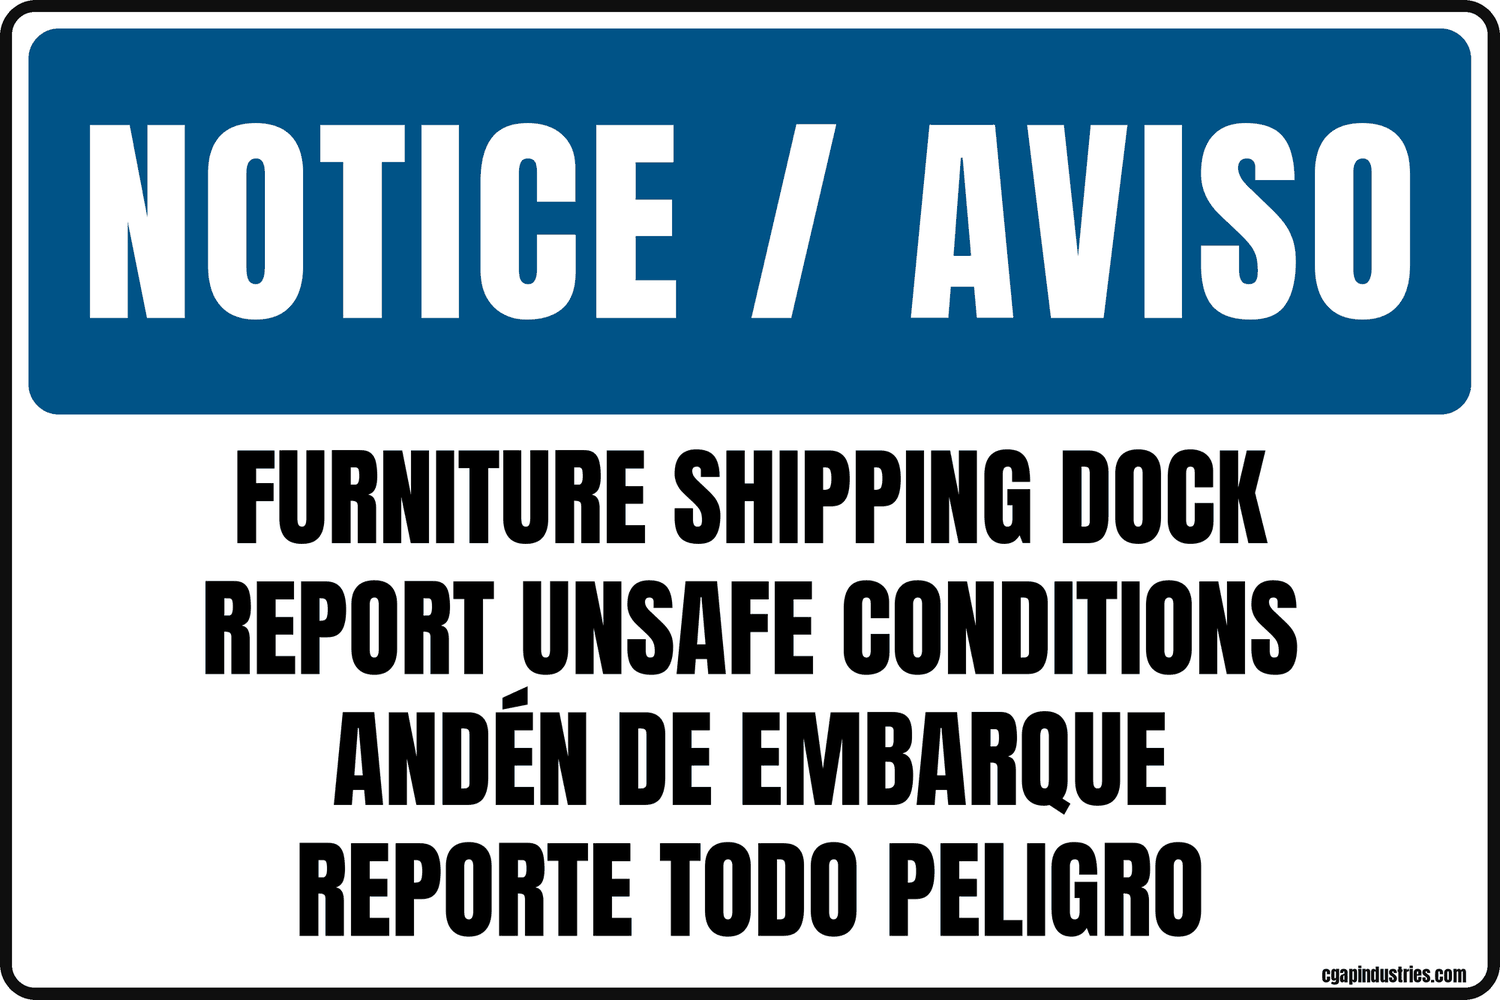 NOTICE / AVISO
FURNITURE SHIPPING DOCK
REPORT UNSAFE CONDITIONS
ANDÉN DE EMBARQUE
REPORTE TODO PELIGRO
cgapindustries.com